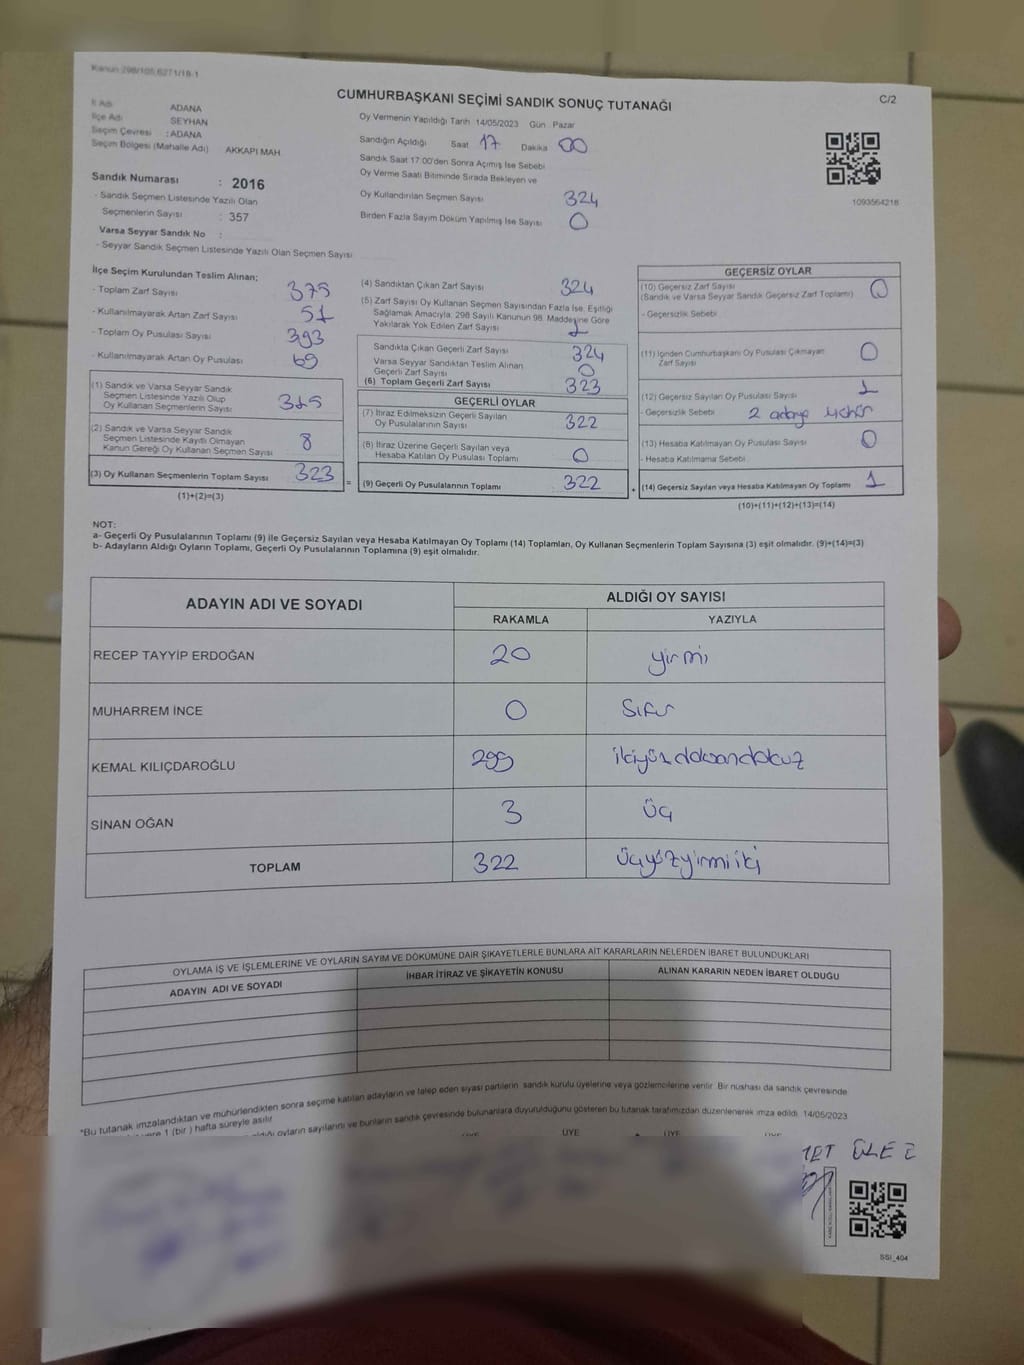 Kanun 298/105,6271/18-1
CUMHURBAŞKANI SEÇİMİ SANDIK SONUÇ TUTANAĞI
C/2
İl Adı ADANA
İlçe Adı SEYHAN
Seçim Çevresi : ADANA
Seçim Bölgesi (Mahalle Adı) AKKAPI MAH
Sandık Numarası : 2016
- Sandık Seçmen Listesinde Yazılı Olan
Seçmenlerin Sayısı : 357
Varsa Seyyar Sandık No :
- Seyyar Sandık Seçmen Listesinde Yazılı Olan Seçmen Sayısı
Oy Vermenin Yapıldığı Tarih 14/05/2023 Gün Pazar
Sandığın Açıldığı Saat 17 Dakika 00
Sandık Saat 17:00'den Sonra Açımış İse Sebebi
Oy Verme Saati Bitiminde Sırada Bekleyen ve
Oy Kullandırılan Seçmen Sayısı 324
Birden Fazla Sayım Döküm Yapılmış İse Sayısı 0
1093564218
İlçe Seçim Kurulundan Teslim Alınan;
- Toplam Zarf Sayısı 375
- Kullanılmayarak Artan Zarf Sayısı 51
- Toplam Oy Pusulası Sayısı 393
- Kullanılmayarak Artan Oy Pusulası 69
(1) Sandık ve Varsa Seyyar Sandık
Seçmen Listesinde Yazılı Olup
Oy Kullanan Seçmenlerin Sayısı 315
(2) Sandık ve Varsa Seyyar Sandık
Seçmen Listesinde Kayıtlı Olmayan
Kanun Gereği Oy Kullanan Seçmen Sayısı 8
(3) Oy Kullanan Seçmenlerin Toplam Sayısı 323 =
(1)+(2)=(3)
(4) Sandıktan Çıkan Zarf Sayısı 324
(5) Zarf Sayısı Oy Kullanan Seçmen Sayısından Fazla İse, Eşitliği
Sağlamak Amacıyla, 298 Sayılı Kanunun 98. Maddesine Göre
Yakılarak Yok Edilen Zarf Sayısı 1
Sandıkta Çıkan Geçerli Zarf Sayısı 324
Varsa Seyyar Sandıktan Teslim Alınan
Geçerli Zarf Sayısı 0
(6) Toplam Geçerli Zarf Sayısı 323
GEÇERLİ OYLAR
(7) İtiraz Edilmeksizin Geçerli Sayılan
Oy Pusulalarının Sayısı 322
(8) İtiraz Üzerine Geçerli Sayılan veya
Hesaba Katılan Oy Pusulası Toplamı 0
(9) Geçerli Oy Pusulalarının Toplamı 322 +
GEÇERSİZ OYLAR
(10) Geçersiz Zarf Sayısı 0
(Sandık ve Varsa Seyyar Sandık Geçersiz Zarf Toplamı)
- Geçersizlik Sebebi
(11) İçinden Cumhurbaşkanı Oy Pusulası Çıkmayan
Zarf Sayısı 0
(12) Geçersiz Sayılan Oy Pusulası Sayısı 1
- Geçersizlik Sebebi 2 adaya
(13) Hesaba Katılmayan Oy Pusulası Sayısı 0
- Hesaba Katılmama Sebebi
(14) Geçersiz Sayılan veya Hesaba Katılmayan Oy Toplamı 1
(10)+(11)+(12)+(13)=(14)
NOT:
a- Geçerli Oy Pusulalarının Toplamı (9) ile Geçersiz Sayılan veya Hesaba Katılmayan Oy Toplamı (14) Toplamları, Oy Kullanan Seçmenlerin Toplam Sayısına (3) eşit olmalıdır. (9)+(14)=(3)
b- Adayların Aldığı Oyların Toplamı, Geçerli Oy Pusulalarının Toplamına (9) eşit olmalıdır.
ADAYIN ADI VE SOYADI
ALDIĞI OY SAYISI
RAKAMLA YAZIYLA
RECEP TAYYİP ERDOĞAN 20 yirmi
MUHARREM İNCE 0 Sıfır
KEMAL KILIÇDAROĞLU 299 ikiyüzdoksandokuz
SİNAN OĞAN 3 üç
TOPLAM 322 üçyüzyirmiiki
OYLAMA İŞ VE İŞLEMLERİNE VE OYLARIN SAYIM VE DÖKÜMÜNE DAİR ŞİKAYETLERLE BUNLARA AİT KARARLARIN NELERDEN İBARET BULUNDUKLARI
ADAYIN ADI VE SOYADI İHBAR İTİRAZ VE ŞİKAYETİN KONUSU ALINAN KARARIN NEDEN İBARET OLDUĞU
*Bu tutanak imzalandıktan ve mühürlendikten sonra seçime katılan adayların ve talep eden siyasi partilerin sandık kurulu üyelerine veya gözlemcilerine verilir. Bir nüshası da sandık çevresinde
1 (bir) hafta süreyle asılır
oyların sayılarını ve bunların sandık çevresinde bulunanlara duyurulduğunu gösteren bu tutanak tarafımızdan düzenlenerek imza edildi. 14/05/2023
ÜYE ÜYE ÜYE
SSI_404